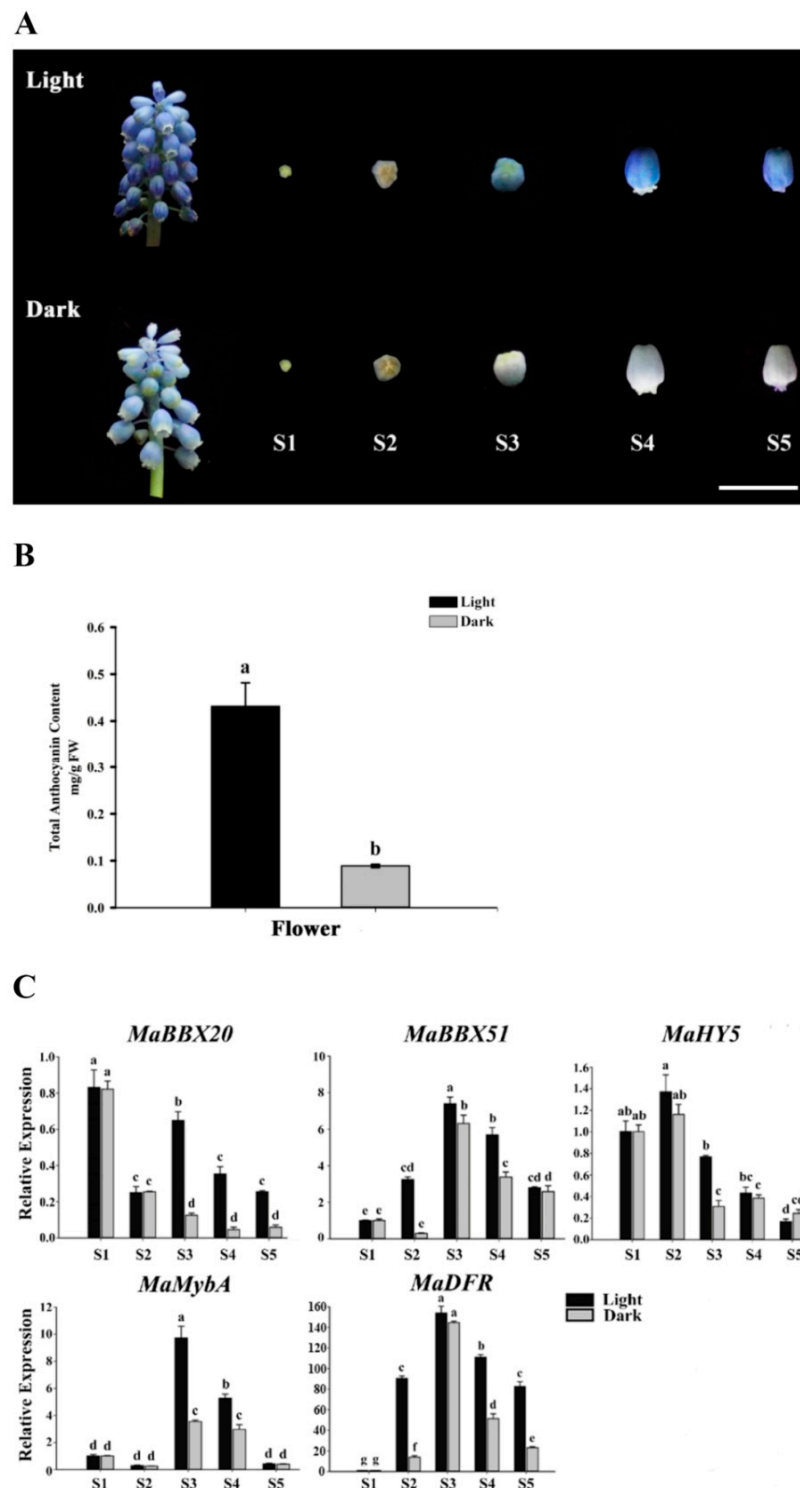 A
Light
Dark
S1 S2 S3 S4 S5
B
Light
Dark
0.6
0.5
0.4
0.3
0.2
0.1
0.0
Total Anthocyanin Content
mg/g FW
a
b
Flower
C
MaBBX20
Relative Expression
1.0
0.8
0.6
0.4
0.2
0.0
a a c c b d c d c d
S1 S2 S3 S4 S5
MaBBX51
10
8
6
4
2
0
e e cd e a b b c cd d
S1 S2 S3 S4 S5
MaHY5
1.6
1.4
1.2
1.0
0.8
0.6
0.4
0.2
0.0
ab ab a ab b c bc c d cd
S1 S2 S3 S4 S5
MaMybA
Relative Expression
12
10
8
6
4
2
0
d d d d a c b c d d
S1 S2 S3 S4 S5
MaDFR
160
140
120
100
80
60
40
20
0
g g c f a a b d c e
S1 S2 S3 S4 S5
Light
Dark